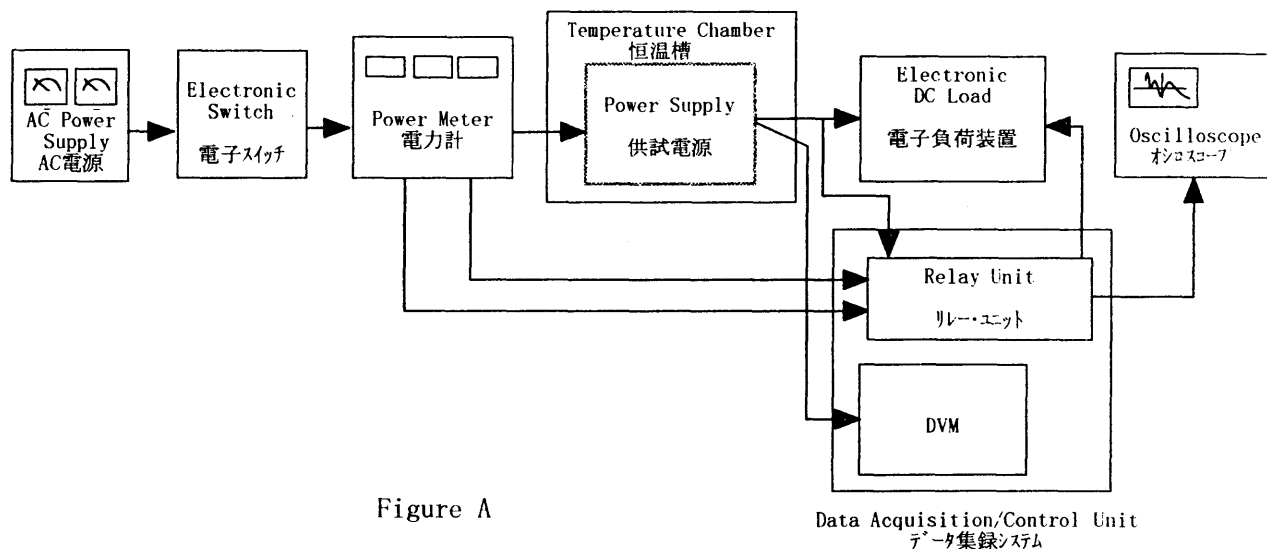 AC Power
Supply
AC電源
Electronic
Switch
電子スイッチ
Power Meter
電力計
Temperature Chamber
恒温槽
Power Supply
供試電源
Electronic
DC Load
電子負荷装置
Oscilloscope
オシロスコープ
Relay Unit
リレー・ユニット
DVM
Figure A
Data Acquisition/Control Unit
データ集録システム